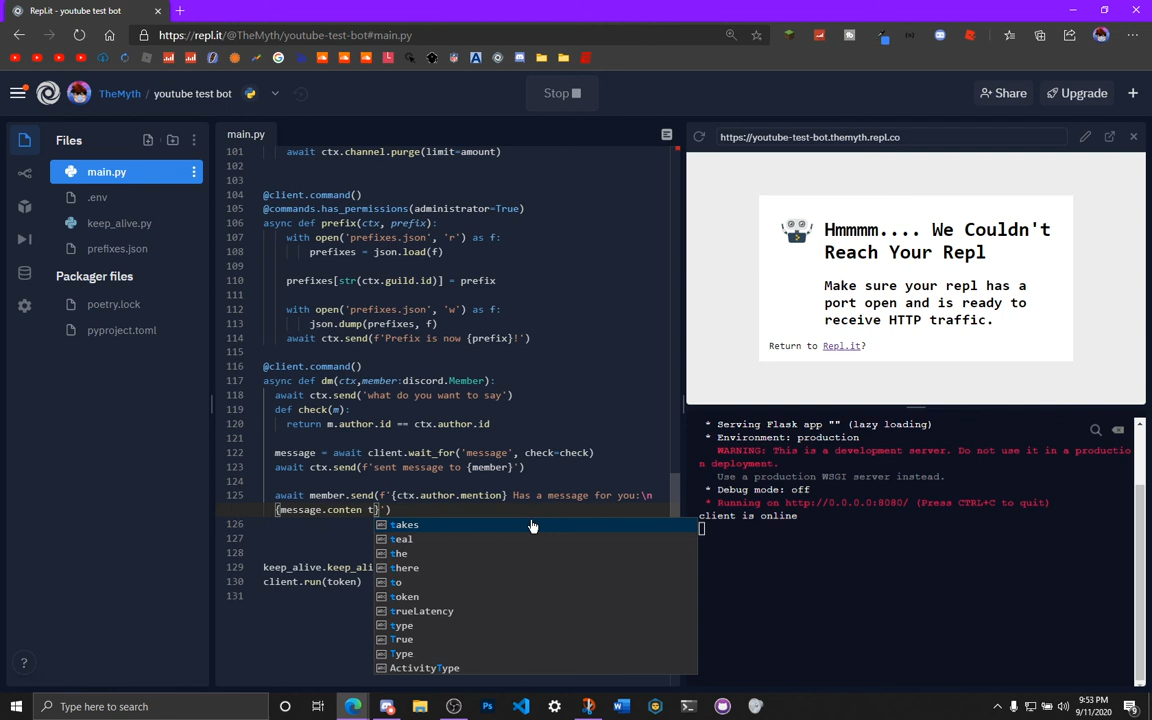 Repl.it - youtube test bot
https://repl.it/@TheMyth/youtube-test-bot#main.py
TheMyth / youtube test bot
Stop
Share
Upgrade
Files
main.py
.env
keep_alive.py
prefixes.json
Packager files
poetry.lock
pyproject.toml
main.py
101 await ctx.channel.purge(limit=amount)
102
103
104 @client.command()
105 @commands.has_permissions(administrator=True)
106 async def prefix(ctx, prefix):
107 with open('prefixes.json', 'r') as f:
108 prefixes = json.load(f)
109
110 prefixes[str(ctx.guild.id)] = prefix
111
112 with open('prefixes.json', 'w') as f:
113 json.dump(prefixes, f)
114 await ctx.send(f'Prefix is now {prefix}!')
115
116 @client.command()
117 async def dm(ctx,member:discord.Member):
118 await ctx.send('what do you want to say')
119 def check(m):
120 return m.author.id == ctx.author.id
121
122 message = await client.wait_for('message', check=check)
123 await ctx.send(f'sent message to {member}')
124
125 await member.send(f'{ctx.author.mention} Has a message for you:\n
{message.conten t}')
126
127
128
129 keep_alive.keep_ali
130 client.run(token)
131
takes
teal
the
there
to
token
trueLatency
type
True
Type
ActivityType
https://youtube-test-bot.themyth.repl.co
Hmmmm.... We Couldn't
Reach Your Repl
Make sure your repl has a
port open and is ready to
receive HTTP traffic.
Return to Repl.it?
* Serving Flask app "" (lazy loading)
* Environment: production
WARNING: This is a development server. Do not use it in a productio
n deployment.
Use a production WSGI server instead.
* Debug mode: off
* Running on http://0.0.0.0:8080/ (Press CTRL+C to quit)
client is online
?
Type here to search
9:53 PM
9/11/2020